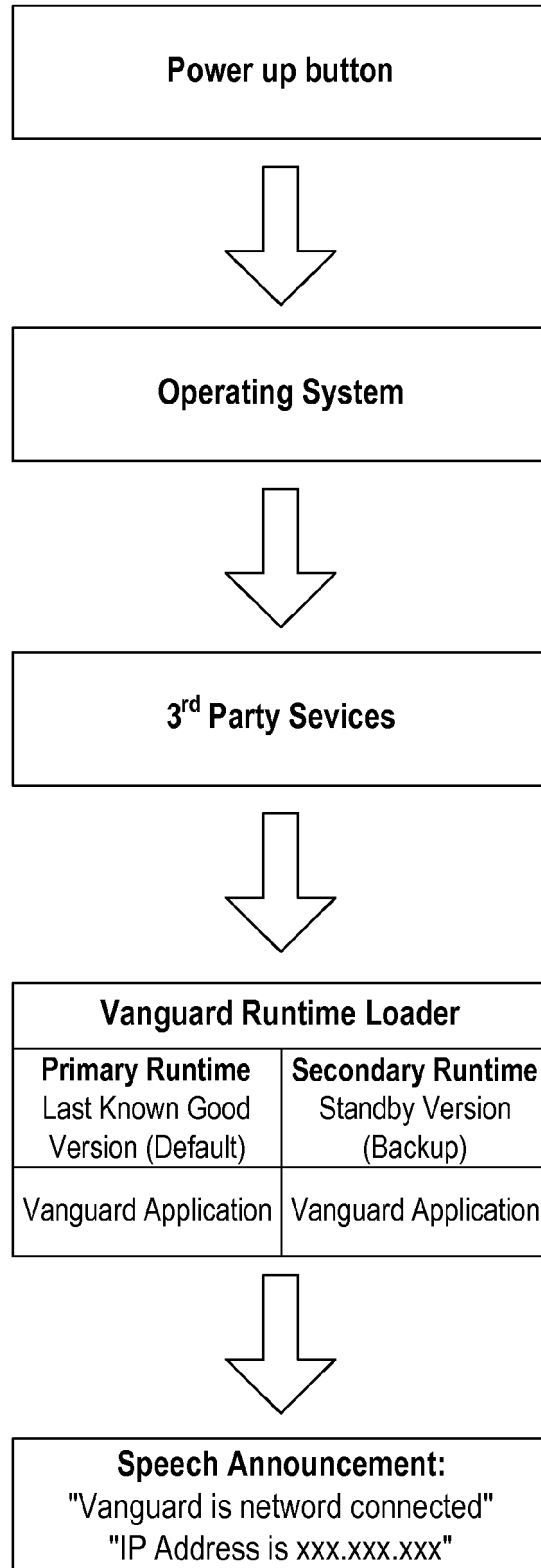 Power up button
Operating System
3rd Party Sevices
Vanguard Runtime Loader
Primary Runtime
Last Known Good
Version (Default)
Secondary Runtime
Standby Version
(Backup)
Vanguard Application
Vanguard Application
Speech Announcement:
"Vanguard is netword connected"
"IP Address is xxx.xxx.xxx"